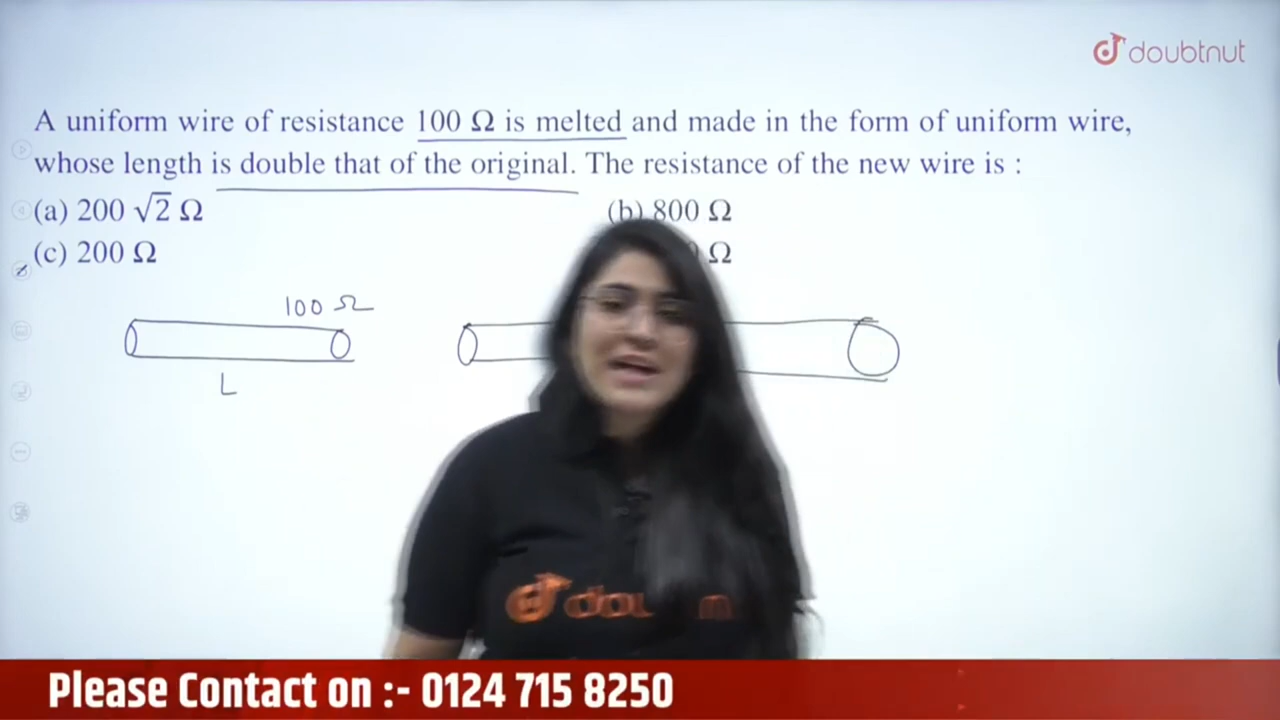 doubtnut
A uniform wire of resistance 100 Ω is melted and made in the form of uniform wire,
whose length is double that of the original. The resistance of the new wire is :
(a) 200 √2 Ω (b) 800 Ω
(c) 200 Ω Ω
100 Ω
L
Please Contact on :- 0124 715 8250